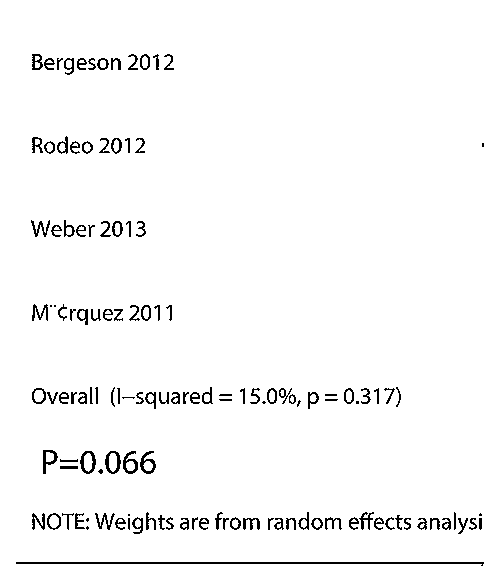 Bergeson 2012
Rodeo 2012
Weber 2013
M¨¢rquez 2011
Overall (I−squared = 15.0%, p = 0.317)
P=0.066
NOTE: Weights are from random effects analysi